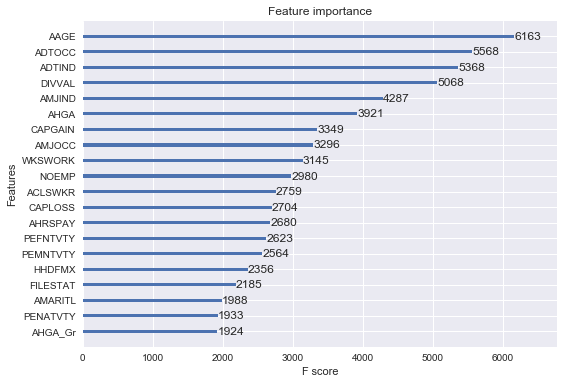 Feature importance
AAGE 6163
ADTOCC 5568
ADTIND 5368
DIVVAL 5068
AMJIND 4287
AHGA 3921
CAPGAIN 3349
AMJOCC 3296
WKSWORK 3145
NOEMP 2980
ACLSWKR 2759
CAPLOSS 2704
AHRSPAY 2680
PEFNTVTY 2623
PEMNTVTY 2564
HHDFMX 2356
FILESTAT 2185
AMARITL 1988
PENATVTY 1933
AHGA_Gr 1924
Features
0 1000 2000 3000 4000 5000 6000
F score